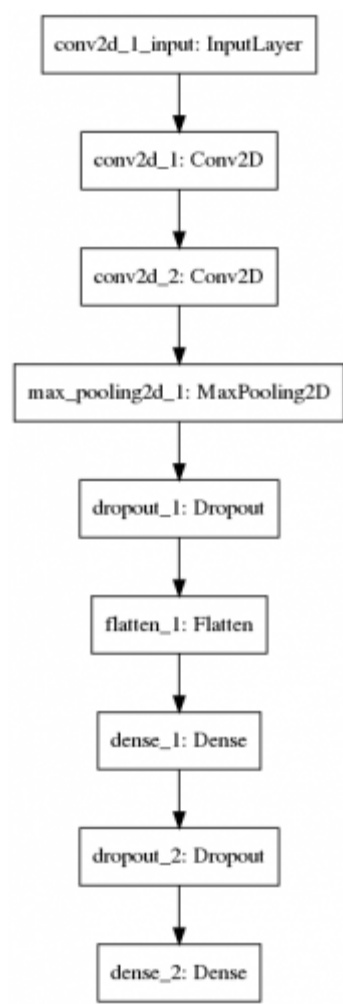 conv2d_1_input: InputLayer
conv2d_1: Conv2D
conv2d_2: Conv2D
max_pooling2d_1: MaxPooling2D
dropout_1: Dropout
flatten_1: Flatten
dense_1: Dense
dropout_2: Dropout
dense_2: Dense